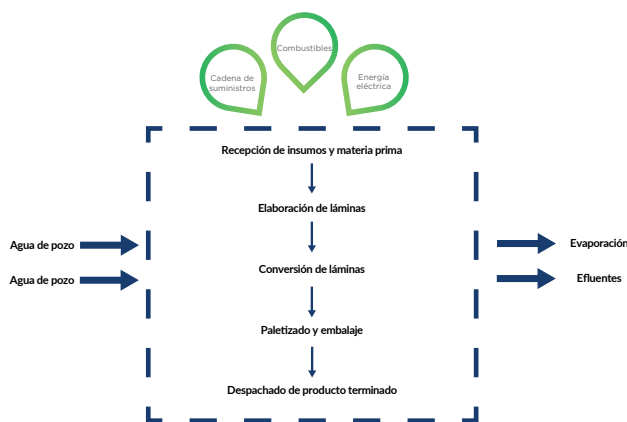 Combustibles
Cadena de
suministros
Energía
eléctrica
Recepción de insumos y materia prima
Elaboración de láminas
Agua de pozo
Evaporación
Conversión de láminas
Agua de pozo
Efluentes
Paletizado y embalaje
Despachado de producto terminado